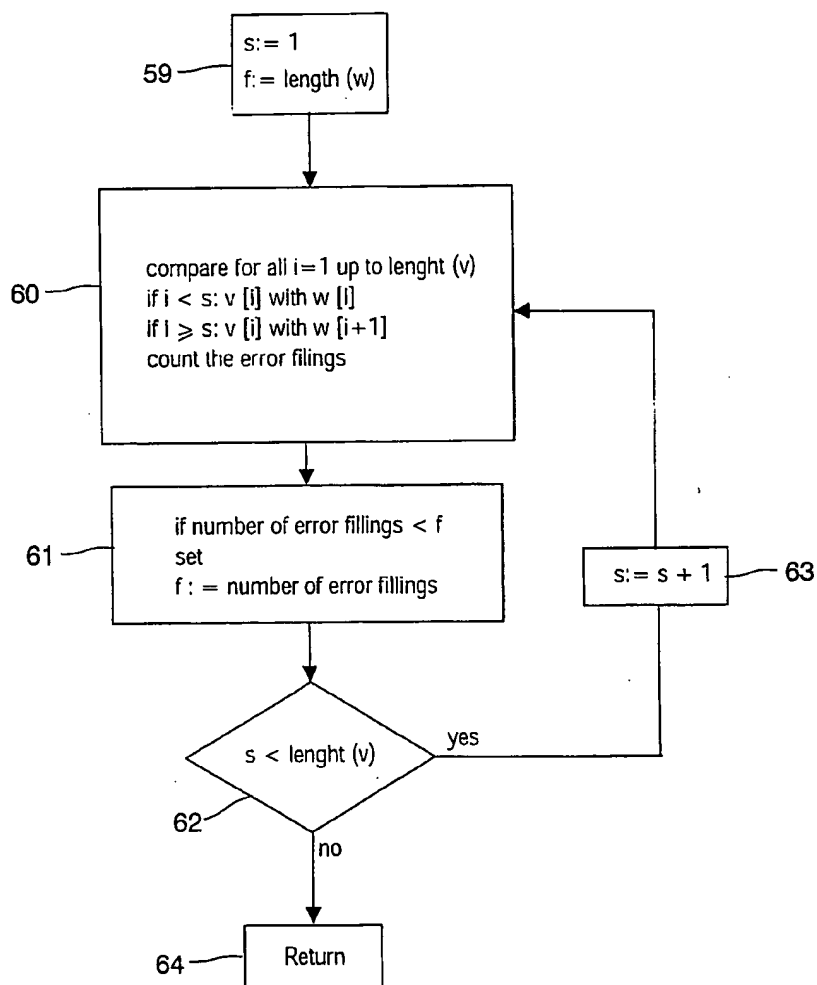 s:= 1
59
f:= length (w)
compare for all i=1 up to lenght (v)
60
if i < s: v [i] with w [i]
if i ⩾ s: v [i] with w [i+1]
count the error filings
if number of error fillings < f
61
set
f : = number of error fillings
s:= s + 1
63
s < lenght (v)
yes
62
no
64
Return